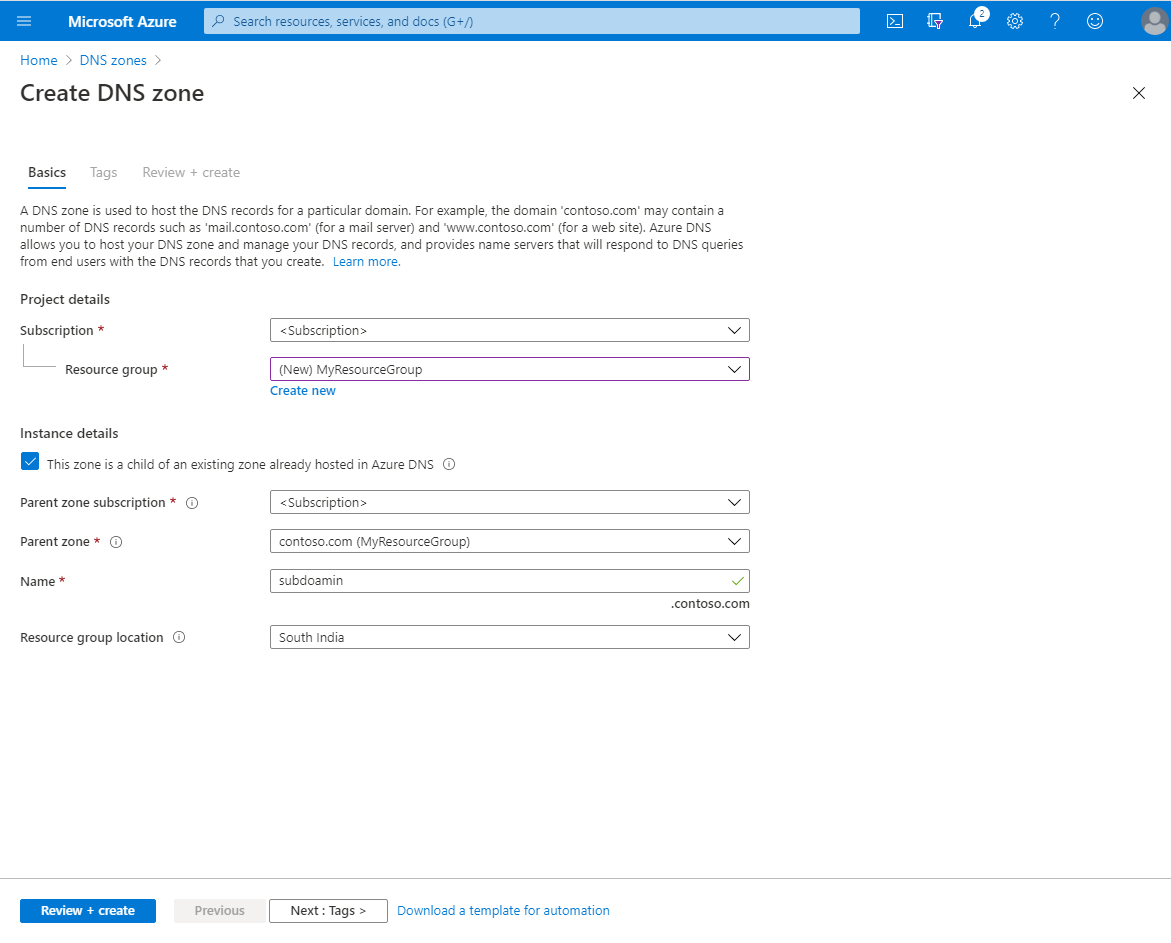 Microsoft Azure
Search resources, services, and docs (G+/)
2
Home > DNS zones >
Create DNS zone
Basics Tags Review + create
A DNS zone is used to host the DNS records for a particular domain. For example, the domain 'contoso.com' may contain a
number of DNS records such as 'mail.contoso.com' (for a mail server) and 'www.contoso.com' (for a web site). Azure DNS
allows you to host your DNS zone and manage your DNS records, and provides name servers that will respond to DNS queries
from end users with the DNS records that you create. Learn more.
Project details
Subscription * <Subscription>
Resource group * (New) MyResourceGroup
Create new
Instance details
This zone is a child of an existing zone already hosted in Azure DNS
Parent zone subscription * <Subscription>
Parent zone * contoso.com (MyResourceGroup)
Name * subdoamin
.contoso.com
Resource group location South India
Review + create Previous Next : Tags > Download a template for automation